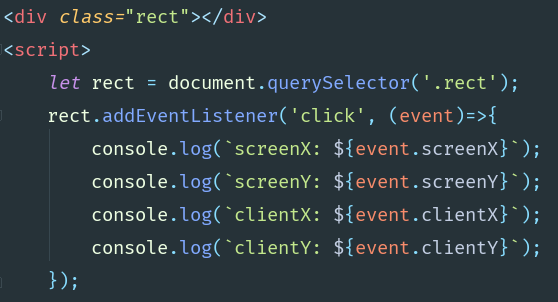 <div class="rect"></div>
<script>
    let rect = document.querySelector('.rect');
    rect.addEventListener('click', (event)=>{
        console.log(`screenX: ${event.screenX}`);
        console.log(`screenY: ${event.screenY}`);
        console.log(`clientX: ${event.clientX}`);
        console.log(`clientY: ${event.clientY}`);
    });